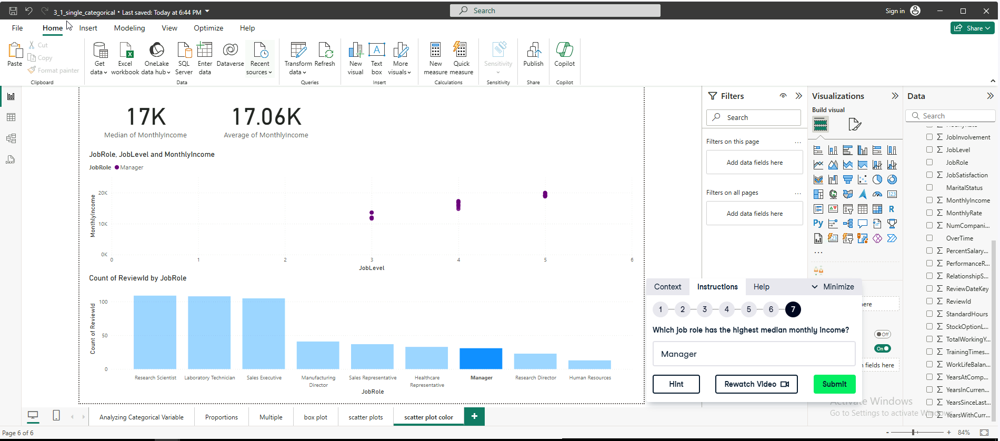 3_1_single_categorical • Last saved: Today at 6:44 PM
Search
Sign in
File Home Insert Modeling View Optimize Help
Share
Paste
Cut
Copy
Format painter
Clipboard
Get data
Excel workbook
OneLake data hub
SQL Server
Enter data
Dataverse
Recent sources
Data
Transform data
Refresh
Queries
New visual
Text box
More visuals
Insert
New measure
Quick measure
Calculations
Sensitivity
Sensitivity
Publish
Share
Copilot
Copilot
17K
Median of MonthlyIncome
17.06K
Average of MonthlyIncome
JobRole, JobLevel and MonthlyIncome
JobRole Manager
MonthlyIncome
20K
10K
0K
0 1 2 3 4 5 6
JobLevel
Count of ReviewId by JobRole
Count of ReviewId
100
50
0
Research Scientist
Laboratory Technician
Sales Executive
Manufacturing Director
Sales Representative
Healthcare Representative
Manager
Research Director
Human Resources
JobRole
Filters
Search
Filters on this page ...
Add data fields here
Filters on all pages ...
Add data fields here
Visualizations
Build visual
123
R
Py
123
...
here
Off
On
n fields here
Data
Search
JobInvolvement
JobLevel
JobRole
JobSatisfaction
MaritalStatus
MonthlyIncome
MonthlyRate
NumCompani...
OverTime
PercentSalary...
PerformanceR...
RelationshipS...
ReviewDateKey
ReviewId
StandardHours
StockOptionL...
TotalWorkingY...
TrainingTimes...
WorkLifeBalan...
YearsAtComp...
YearsInCurren...
YearsSinceLast...
YearsWithCurr...
Context Instructions Help Minimize
1 2 3 4 5 6 7
Which job role has the highest median monthly income?
Manager
Hint
Rewatch Video
Submit
Activate Windows
Go to Settings to activate Windows.
Analyzing Categorical Variable
Proportions
Multiple
box plot
scatter plots
scatter plot color
+
Page 6 of 6
- + 84%